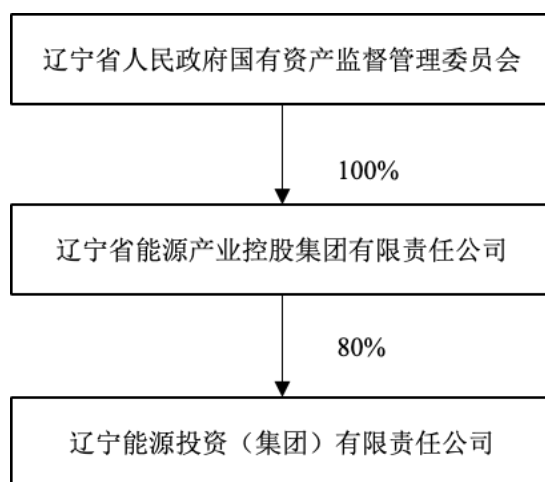 辽宁省人民政府国有资产监督管理委员会
100%
辽宁省能源产业控股集团有限责任公司
80%
辽宁能源投资（集团）有限责任公司